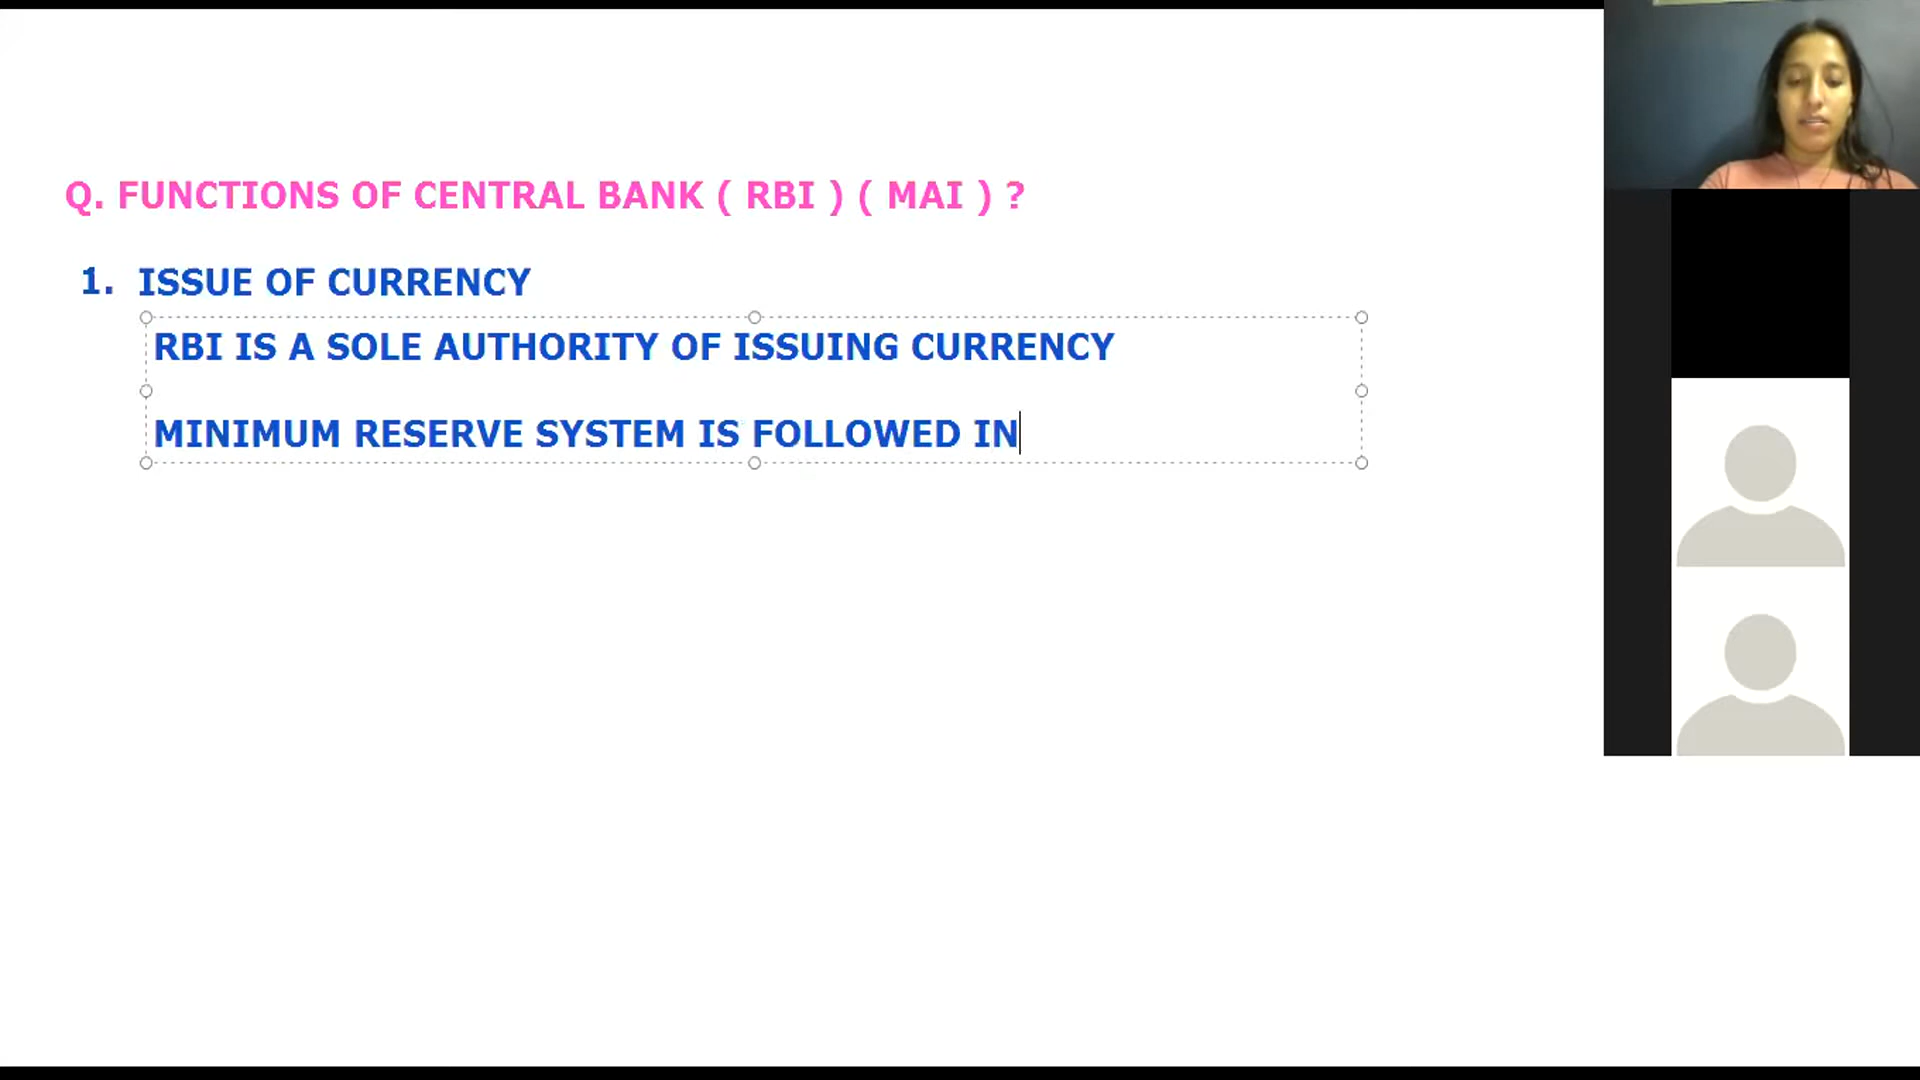 Q. FUNCTIONS OF CENTRAL BANK ( RBI ) ( MAI ) ?
1. ISSUE OF CURRENCY
RBI IS A SOLE AUTHORITY OF ISSUING CURRENCY
MINIMUM RESERVE SYSTEM IS FOLLOWED IN